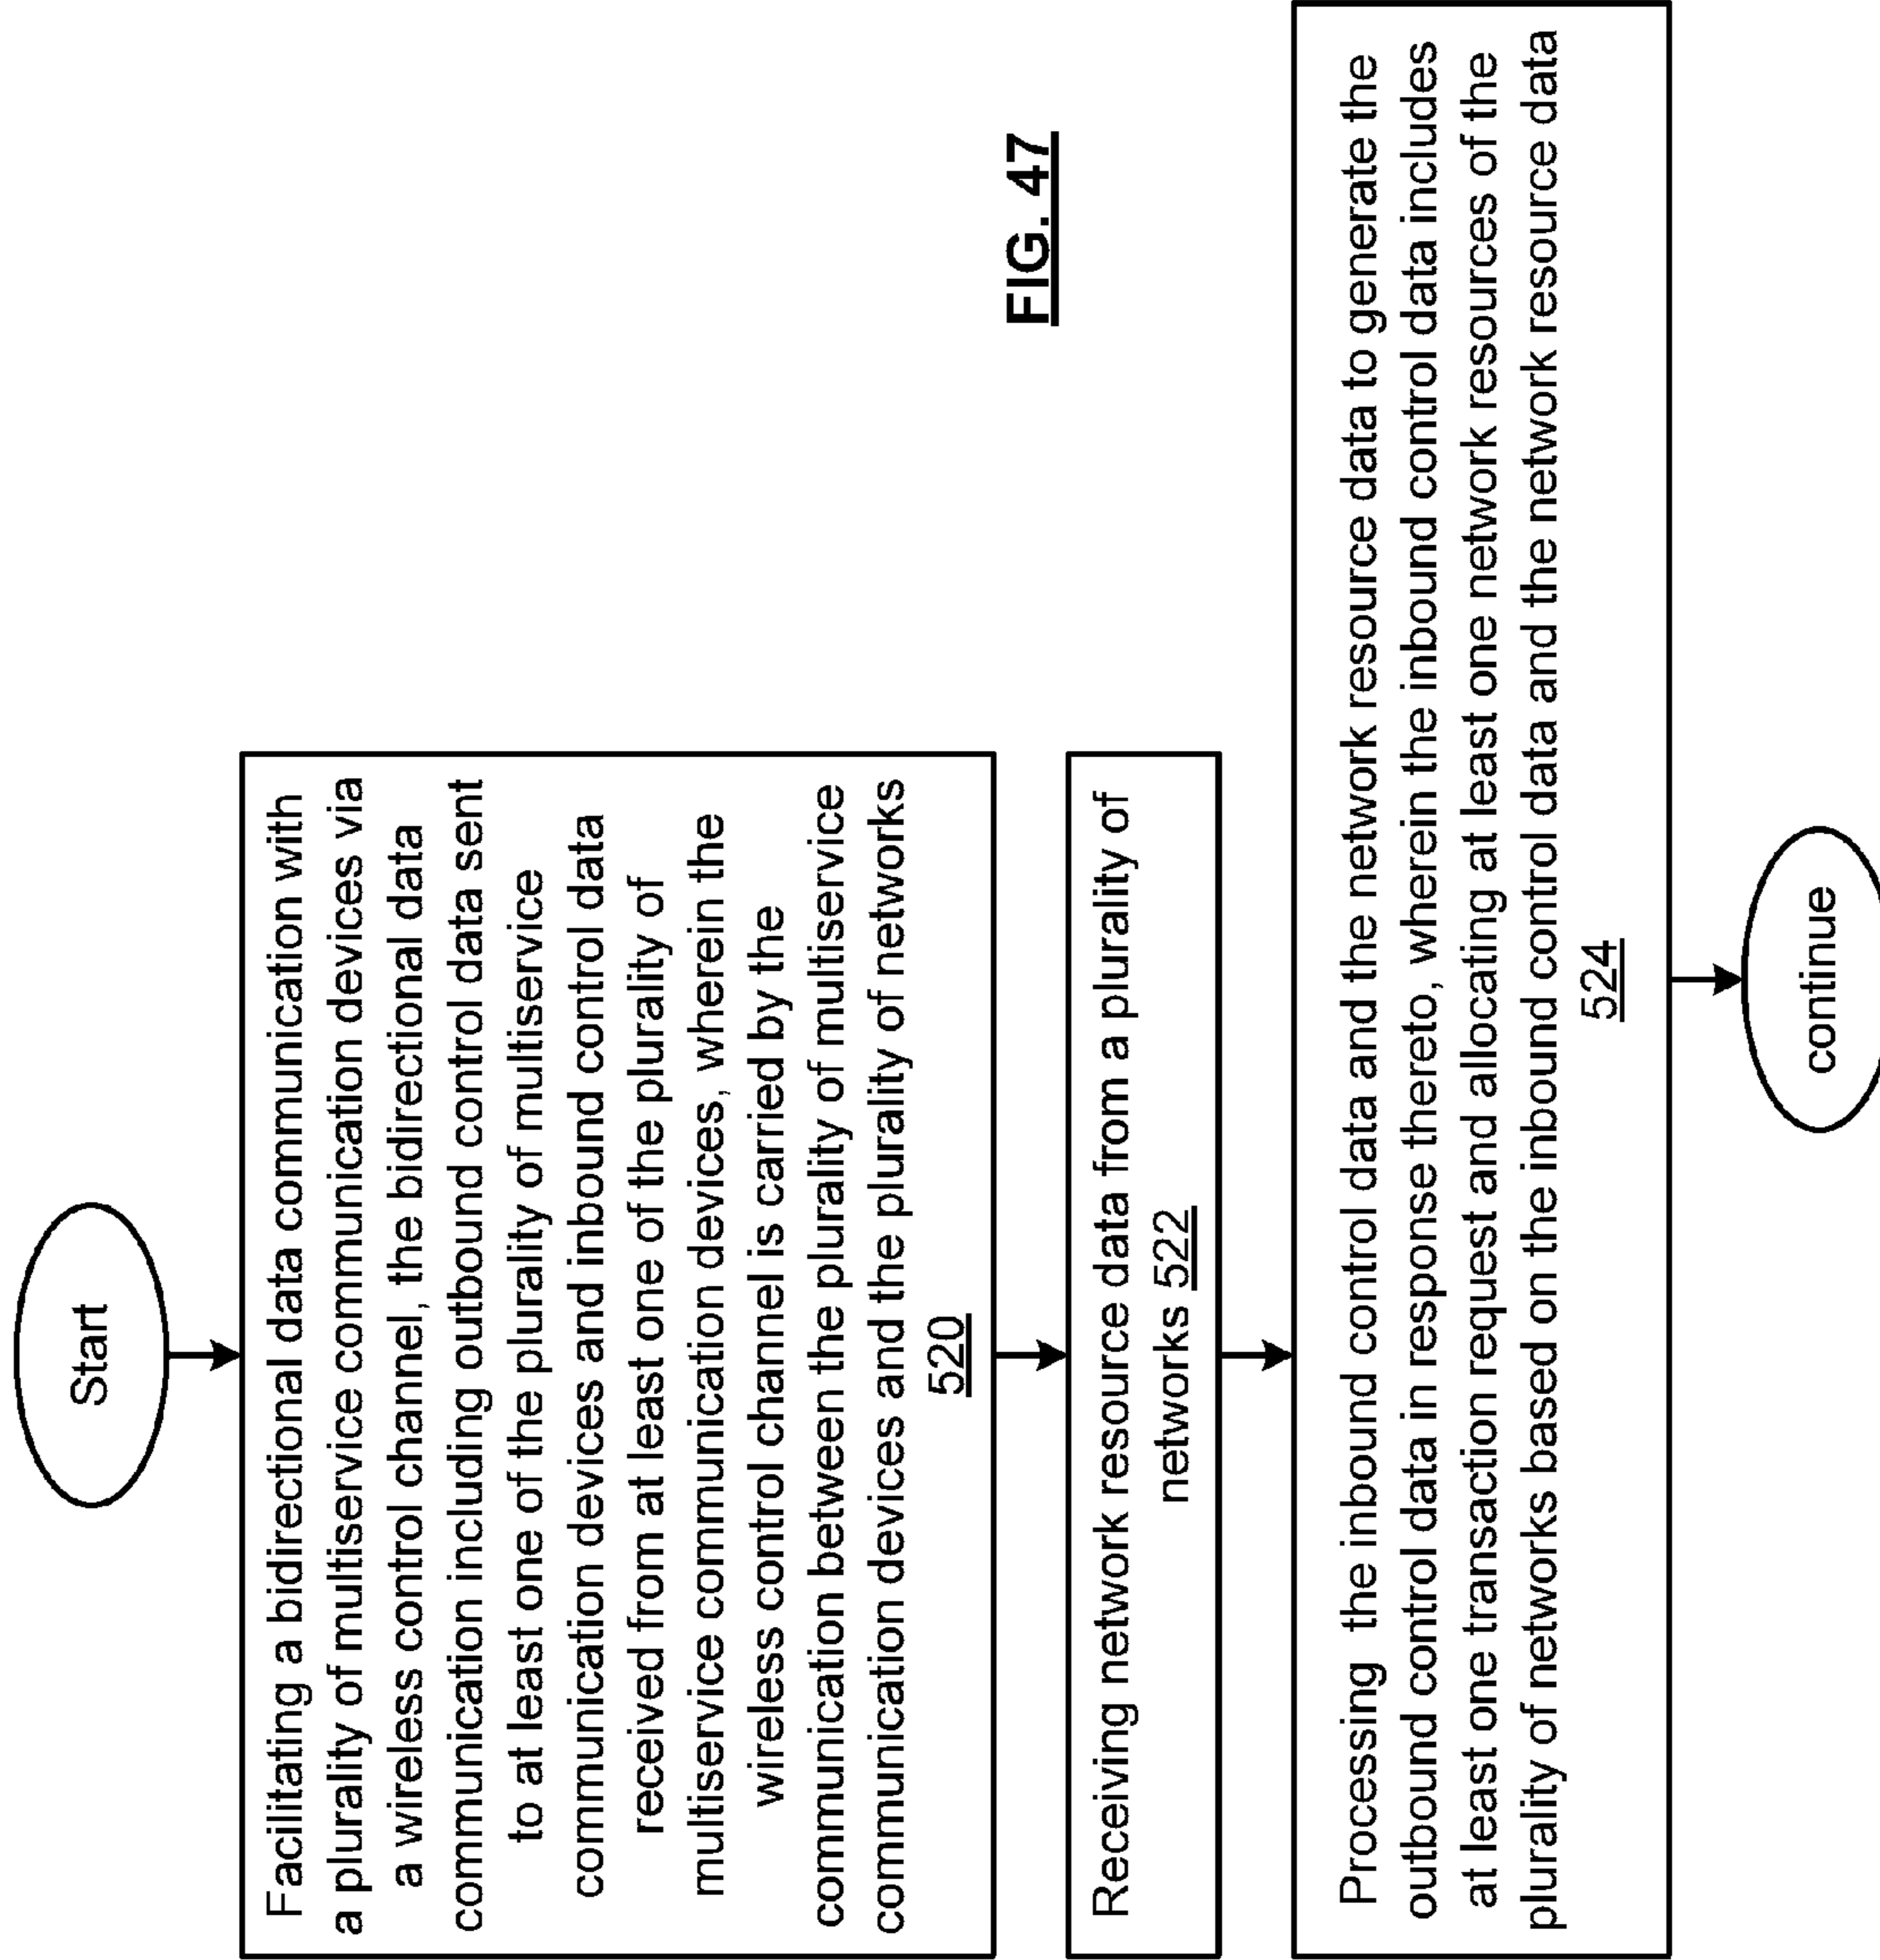 Start
Facilitating a bidirectional data communication with
a plurality of multiservice communication devices via
a wireless control channel, the bidirectional data
communication including outbound control data sent
to at least one of the plurality of multiservice
communication devices and inbound control data
received from at least one of the plurality of
multiservice communication devices, wherein the
wireless control channel is carried by the
communication between the plurality of multiservice
communication devices and the plurality of networks
520
Receiving network resource data from a plurality of
networks 522
Processing the inbound control data and the network resource data to generate the
outbound control data in response thereto, wherein the inbound control data includes
at least one transaction request and allocating at least one network resources of the
plurality of networks based on the inbound control data and the network resource data
524
continue
FIG. 47